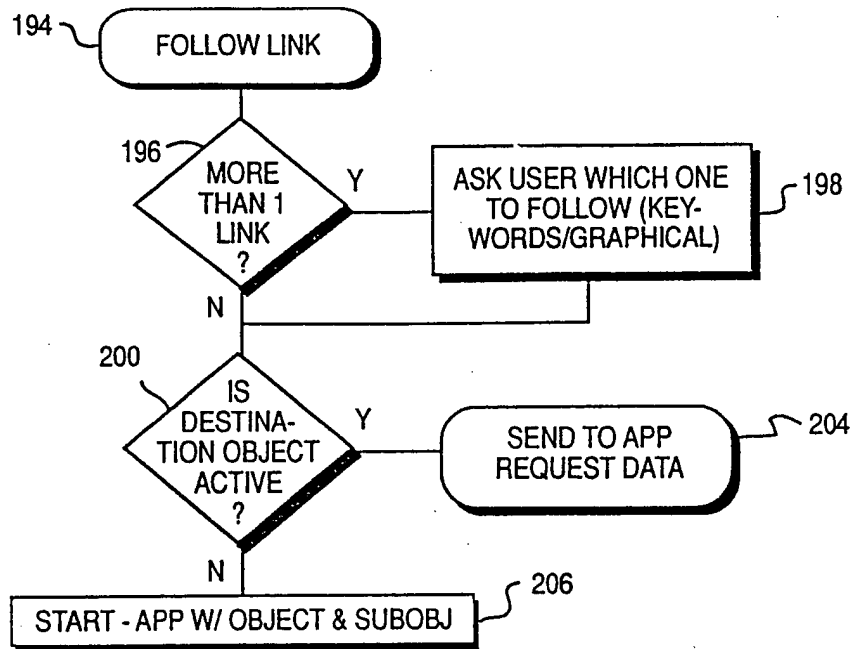 194
FOLLOW LINK
196
MORE
THAN 1
LINK
?
Y
N
ASK USER WHICH ONE
TO FOLLOW (KEY-
WORDS/GRAPHICAL)
198
200
IS
DESTINA-
TION OBJECT
ACTIVE
?
Y
N
SEND TO APP
REQUEST DATA
204
START - APP W/ OBJECT & SUBOBJ
206